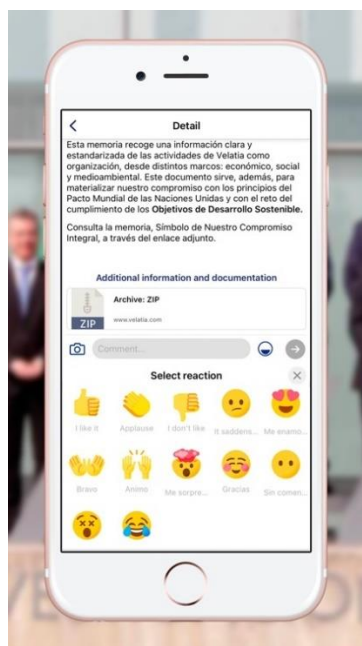 Detail
Esta memoria recoge una información clara y
estandarizada de las actividades de Velatia como
organización, desde distintos marcos: económico, social
y medioambiental. Este documento sirve, además, para
materializar nuestro compromiso con los principios del
Pacto Mundial de las Naciones Unidas y con el reto del
cumplimiento de los Objetivos de Desarrollo Sostenible.
Consulta la memoria, Símbolo de Nuestro Compromiso
Integral, a través del enlace adjunto.
Additional information and documentation
Archive: ZIP
ZIP
www.velatia.com
Comment...
Select reaction
I like it Applause I don't like It saddens... Me enamo...
Bravo Animo Me sorpre... Gracias Sin comen...